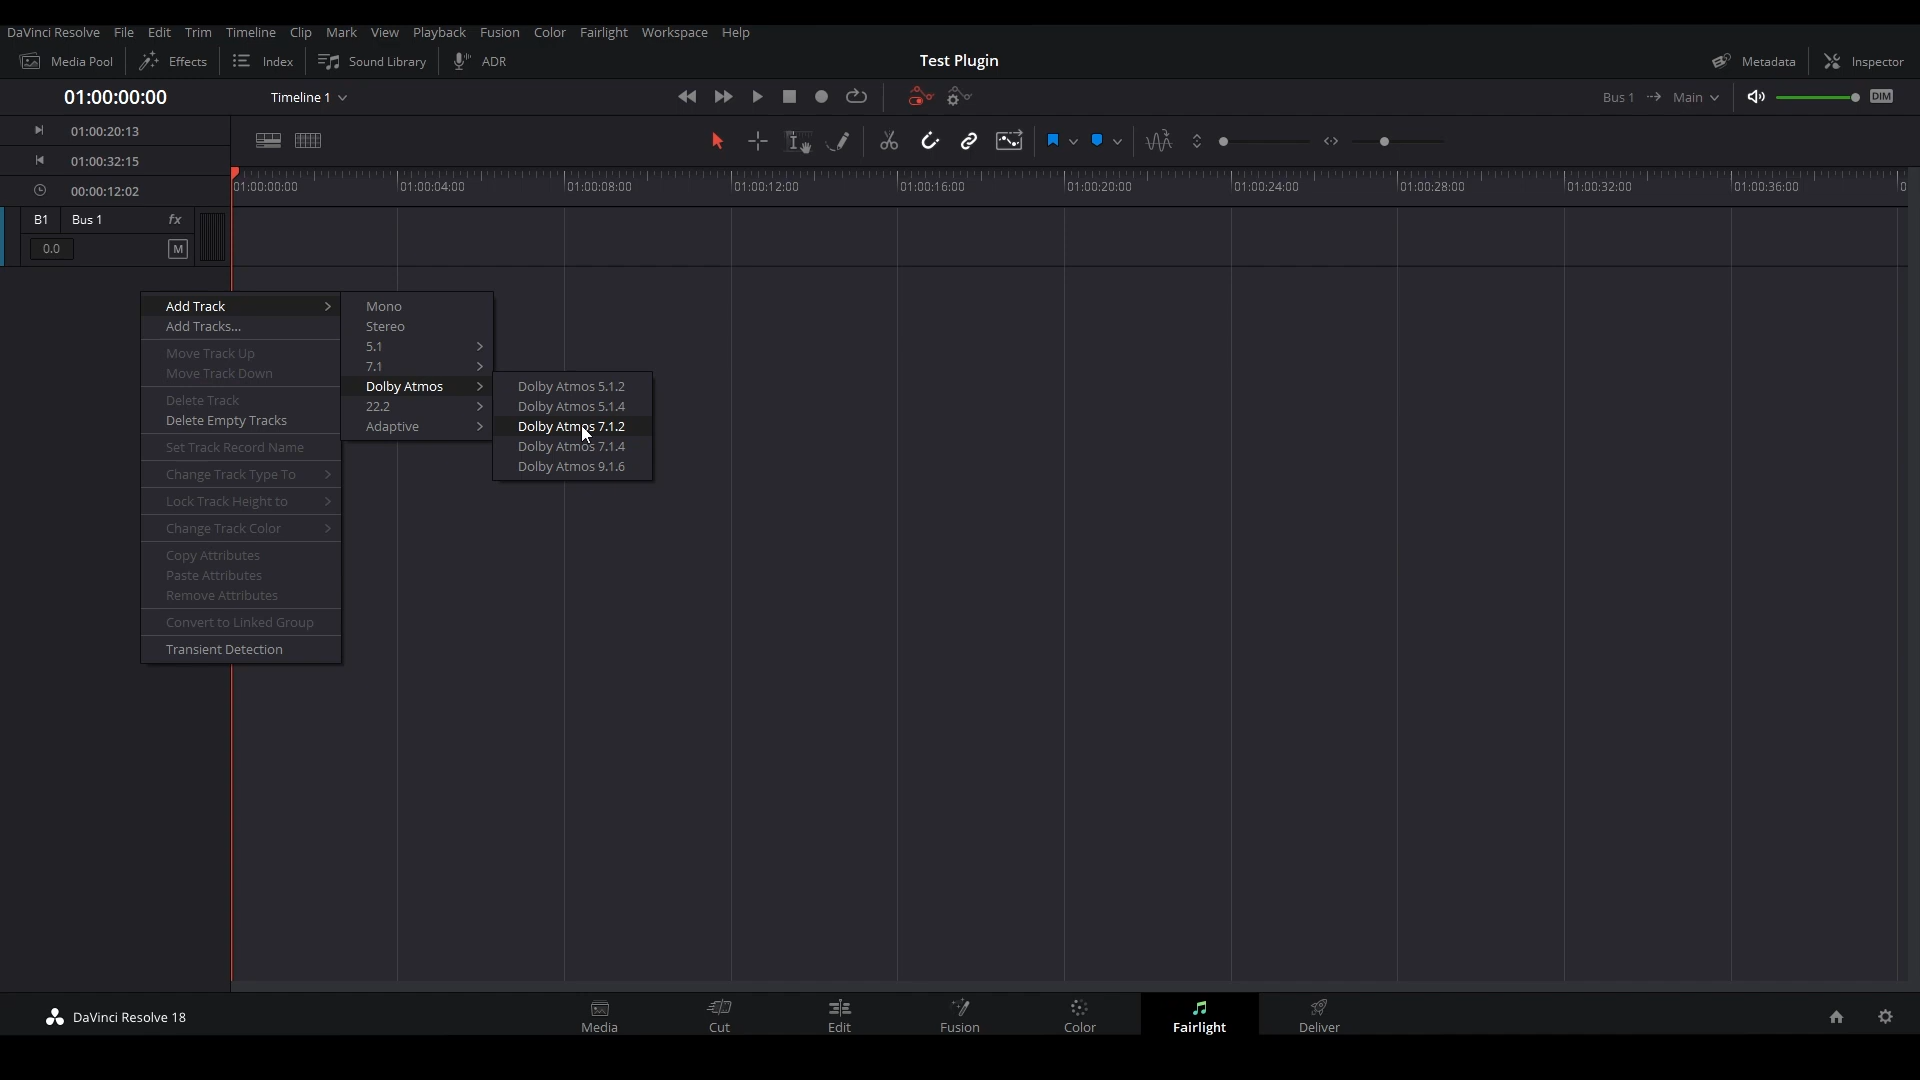 DaVinci Resolve File Edit Trim Timeline Clip Mark View Playback Fusion Color Fairlight Workspace Help
Media Pool Effects Index Sound Library ADR Test Plugin Metadata Inspector
01:00:00:00 Timeline 1 Bus 1 Main DIM
01:00:20:13
01:00:32:15
00:00:12:02
01:00:00:00 01:00:04:00 01:00:08:00 01:00:12:00 01:00:16:00 01:00:20:00 01:00:24:00 01:00:28:00 01:00:32:00 01:00:36:00 0
B1 Bus 1 fx
0.0 M
Add Track
Add Tracks...
Move Track Up
Move Track Down
Delete Track
Delete Empty Tracks
Set Track Record Name
Change Track Type To
Lock Track Height to
Change Track Color
Copy Attributes
Paste Attributes
Remove Attributes
Convert to Linked Group
Transient Detection
Mono
Stereo
5.1
7.1
Dolby Atmos
22.2
Adaptive
Dolby Atmos 5.1.2
Dolby Atmos 5.1.4
Dolby Atmos 7.1.2
Dolby Atmos 7.1.4
Dolby Atmos 9.1.6
DaVinci Resolve 18
Media Cut Edit Fusion Color Fairlight Deliver